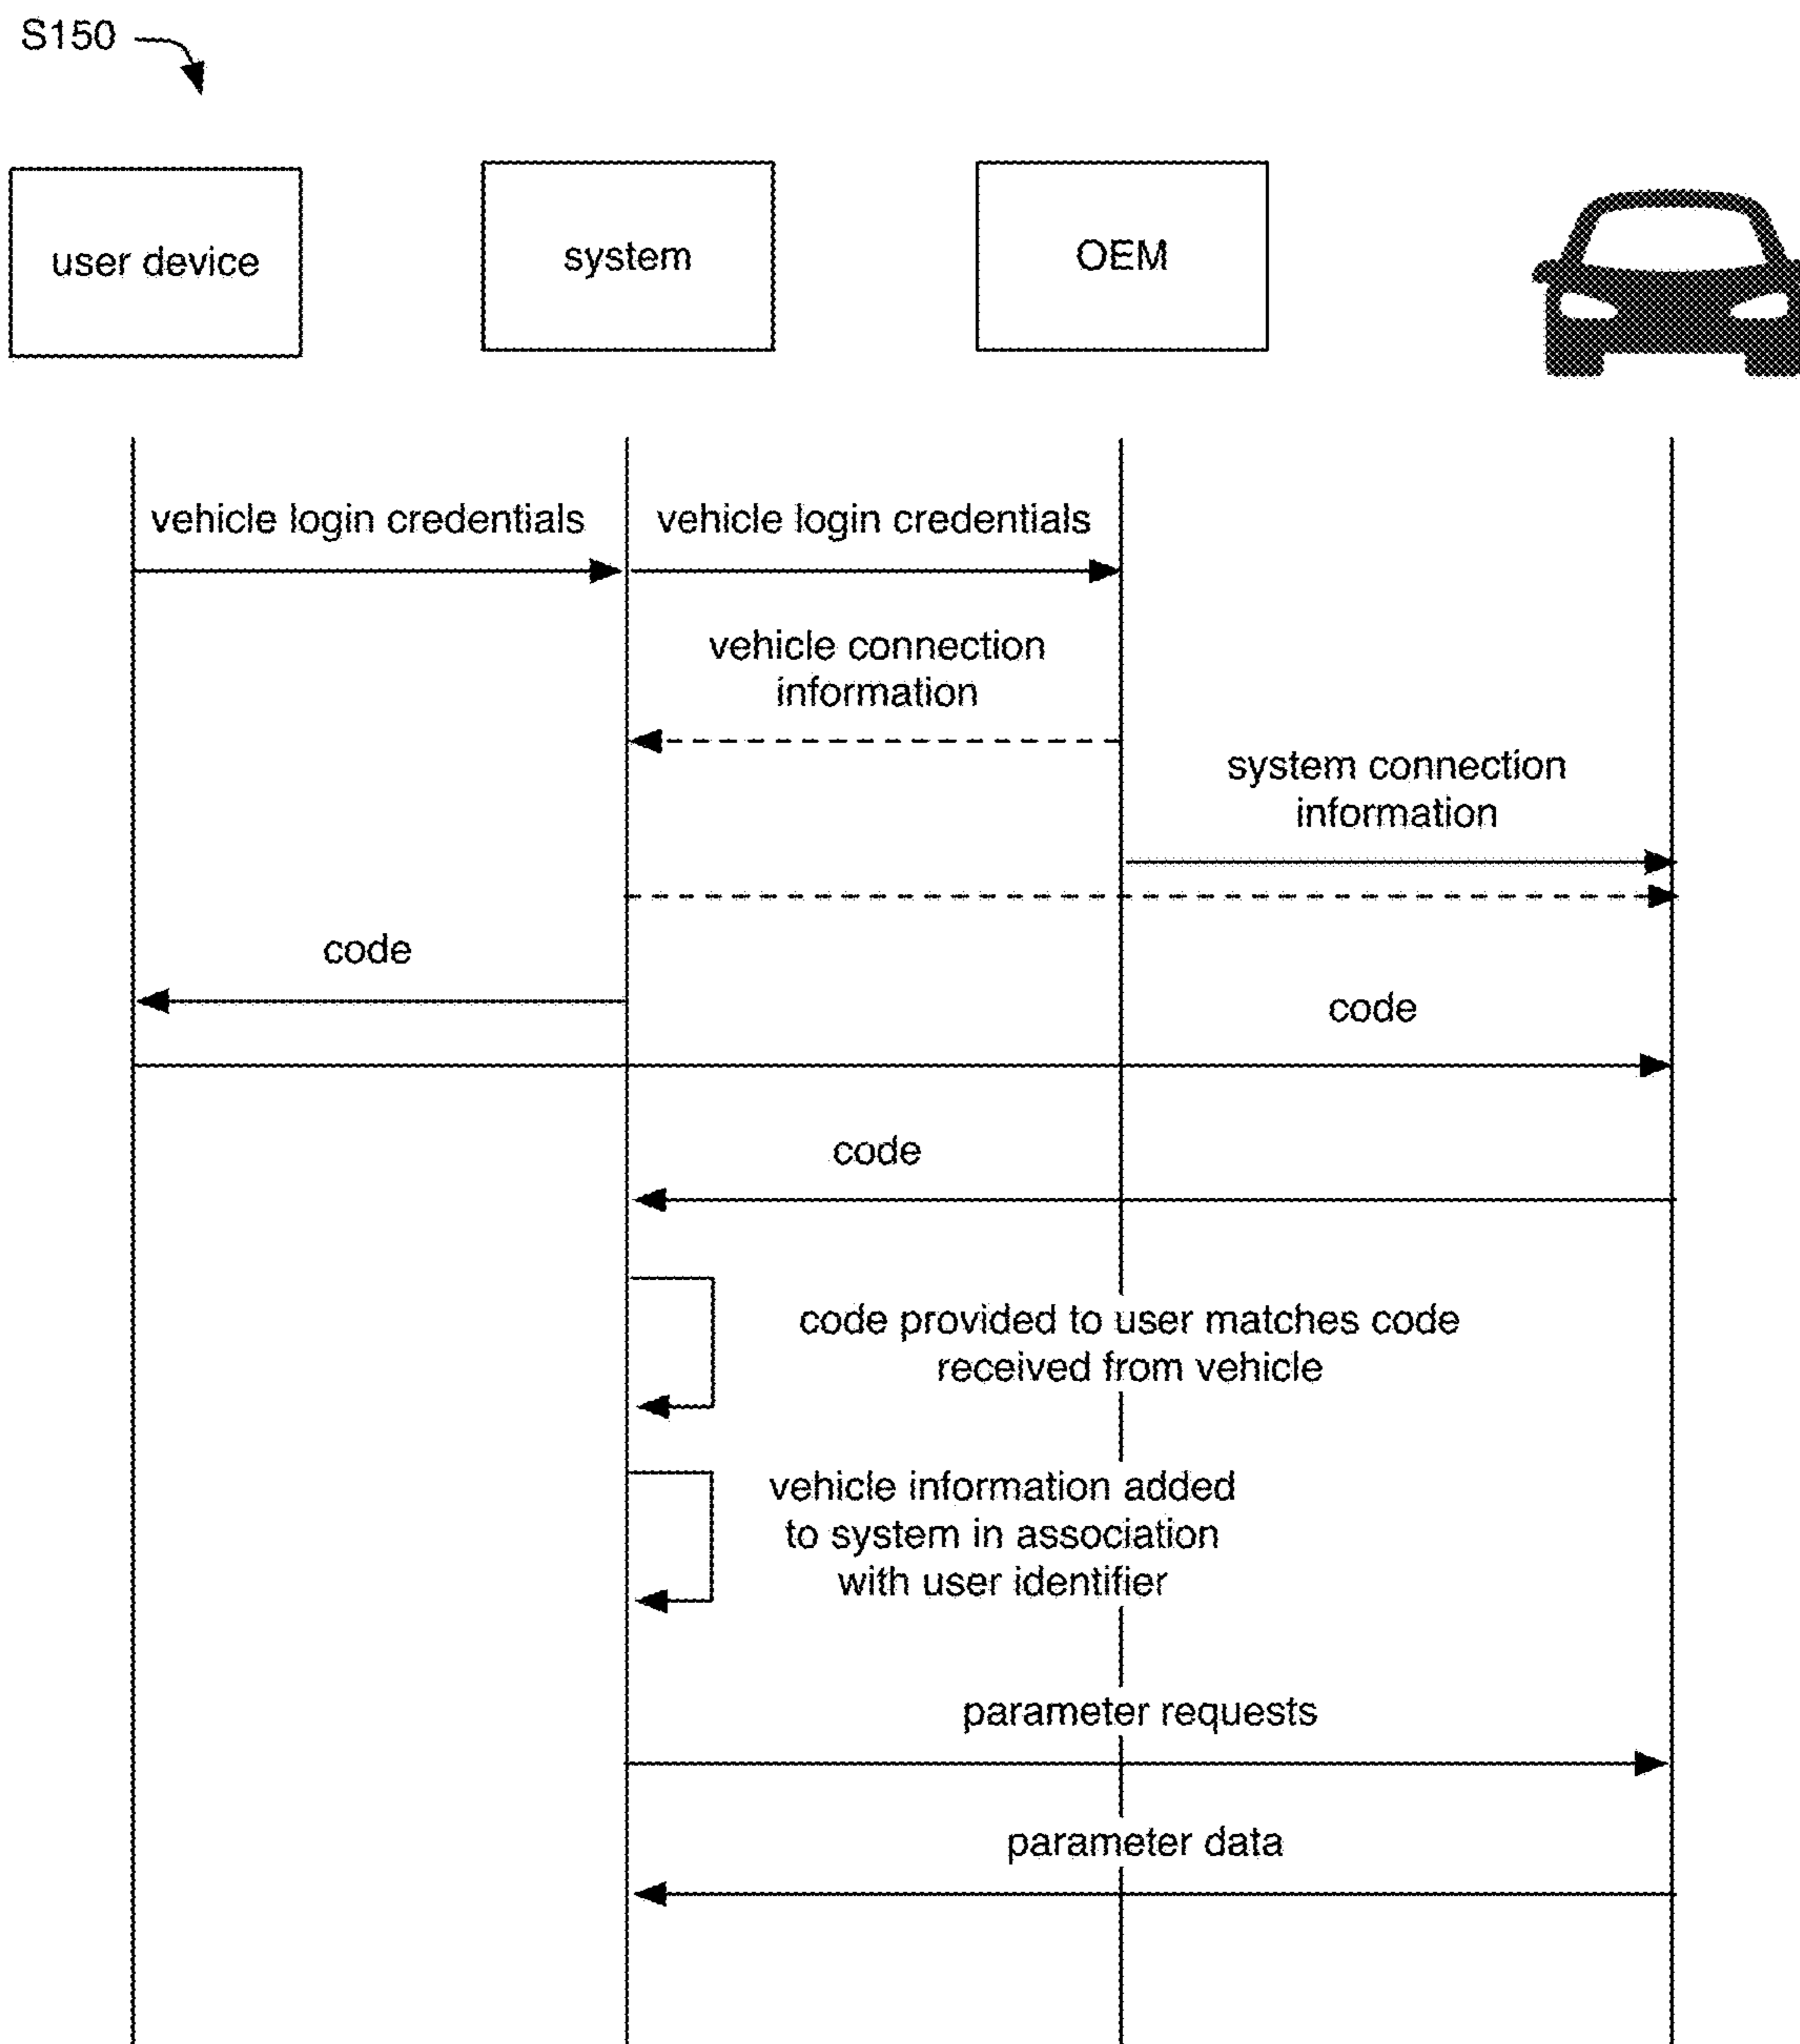 S150
user device
system
OEM
vehicle login credentials
vehicle login credentials
vehicle connection
information
system connection
information
code
code
code
code provided to user matches code
received from vehicle
vehicle information added
to system in association
with user identifier
parameter requests
parameter data